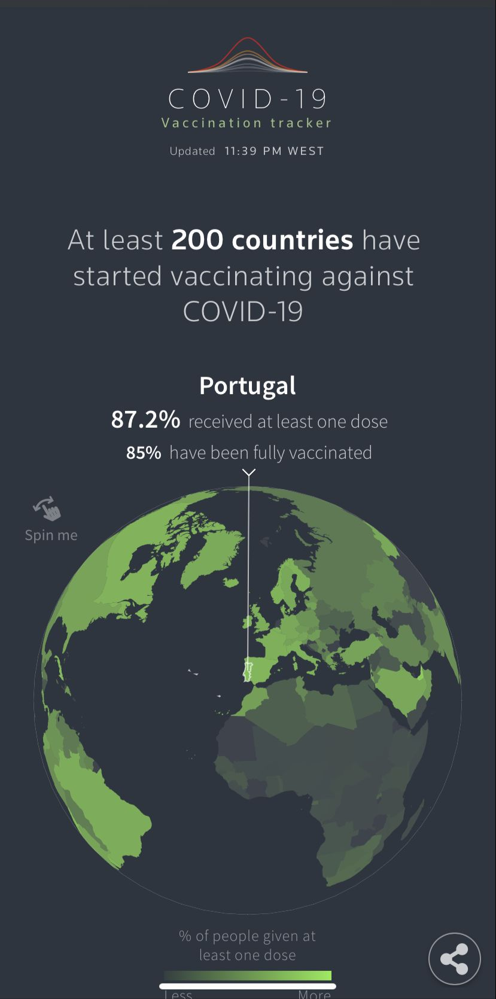 COVID-19
Vaccination tracker
Updated 11:39 PM WEST
At least 200 countries have
started vaccinating against
COVID-19
Portugal
87.2% received at least one dose
85% have been fully vaccinated
Spin me
% of people given at
least one dose
Less More